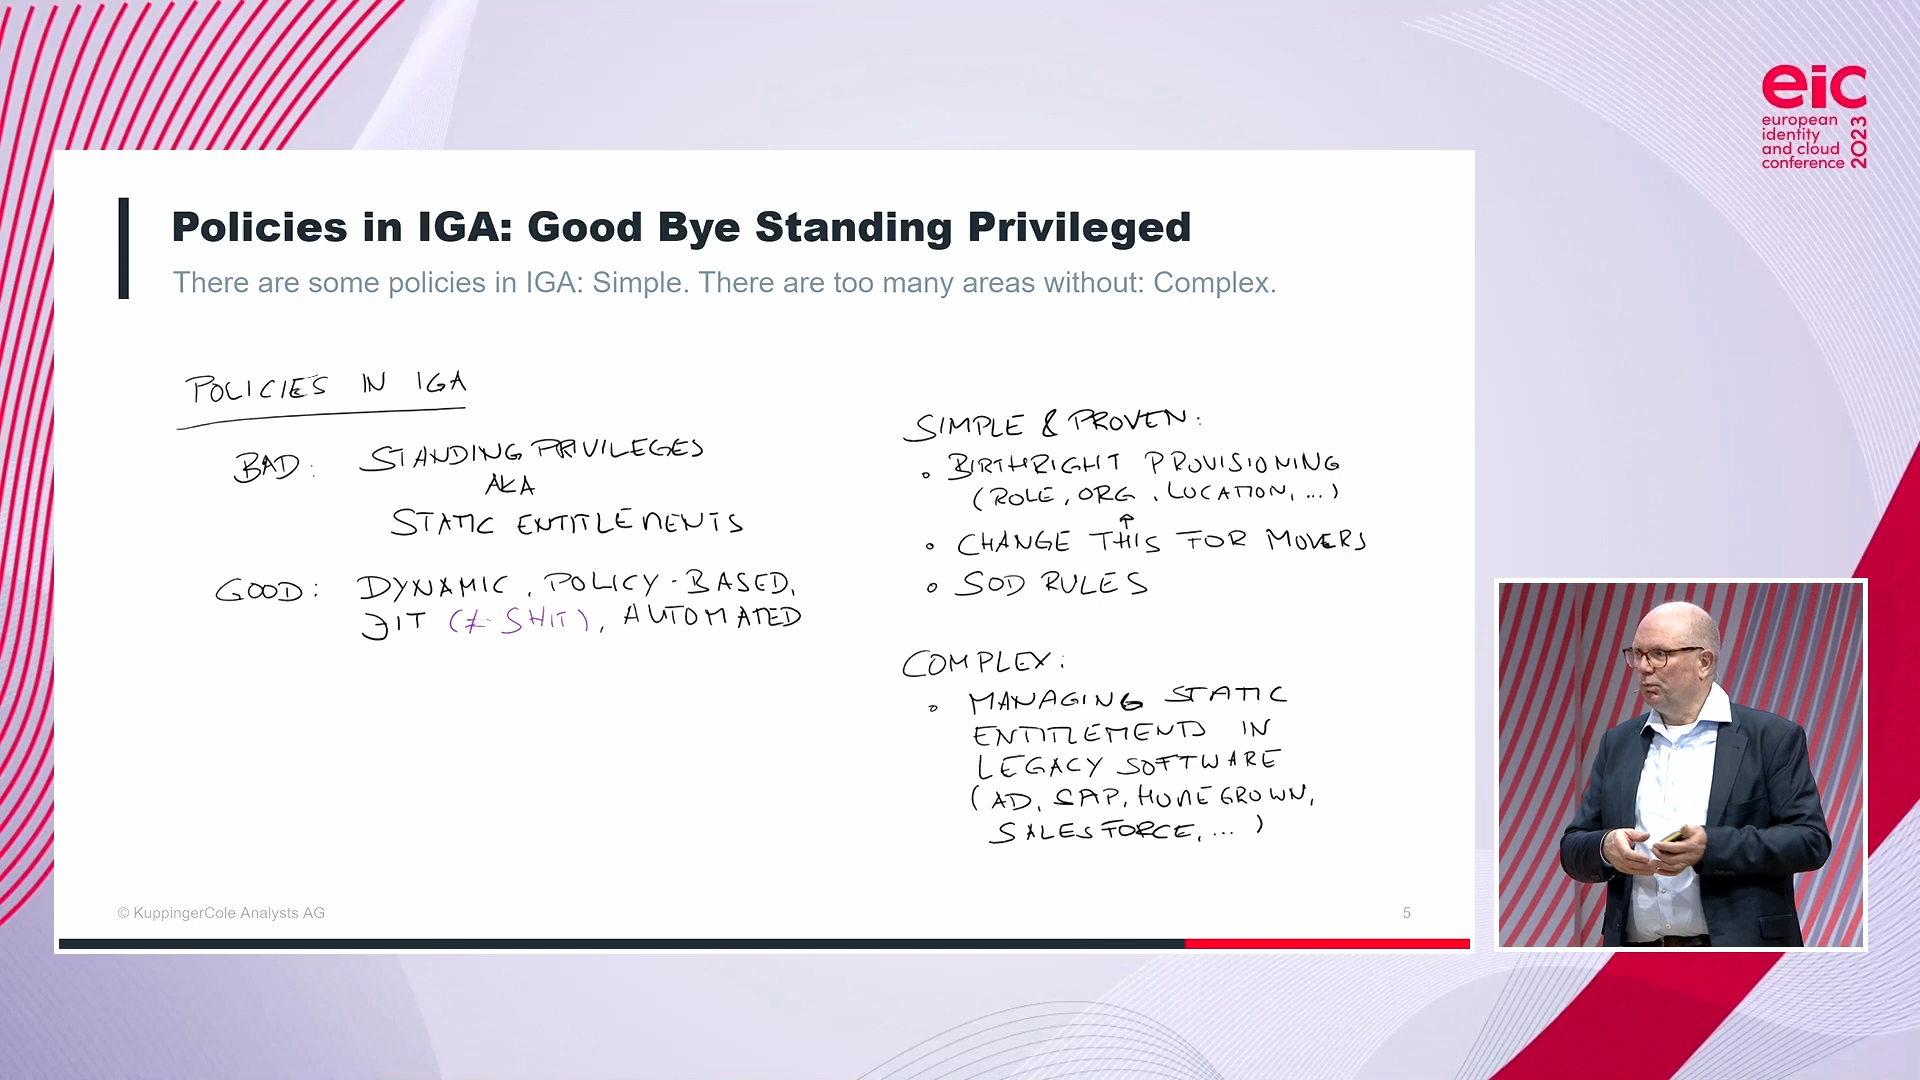 eic
european
identity
and cloud
conference
2023
Policies in IGA: Good Bye Standing Privileged
There are some policies in IGA: Simple. There are too many areas without: Complex.
POLICIES IN IGA
BAD: STANDING PRIVILEGES
AKA
STATIC ENTITLEMENTS
GOOD: DYNAMIC, POLICY-BASED,
JIT (≠ SHIT), AUTOMATED
SIMPLE & PROVEN:
• BIRTHRIGHT PROVISIONING
(ROLE, ORG, LOCATION, ...)
• CHANGE THIS FOR MOVERS
• SOD RULES
COMPLEX:
• MANAGING STATIC
ENTITLEMENTS IN
LEGACY SOFTWARE
(AD, SAP, HOMEGROWN,
SALESFORCE, ...)
© KuppingerCole Analysts AG
5